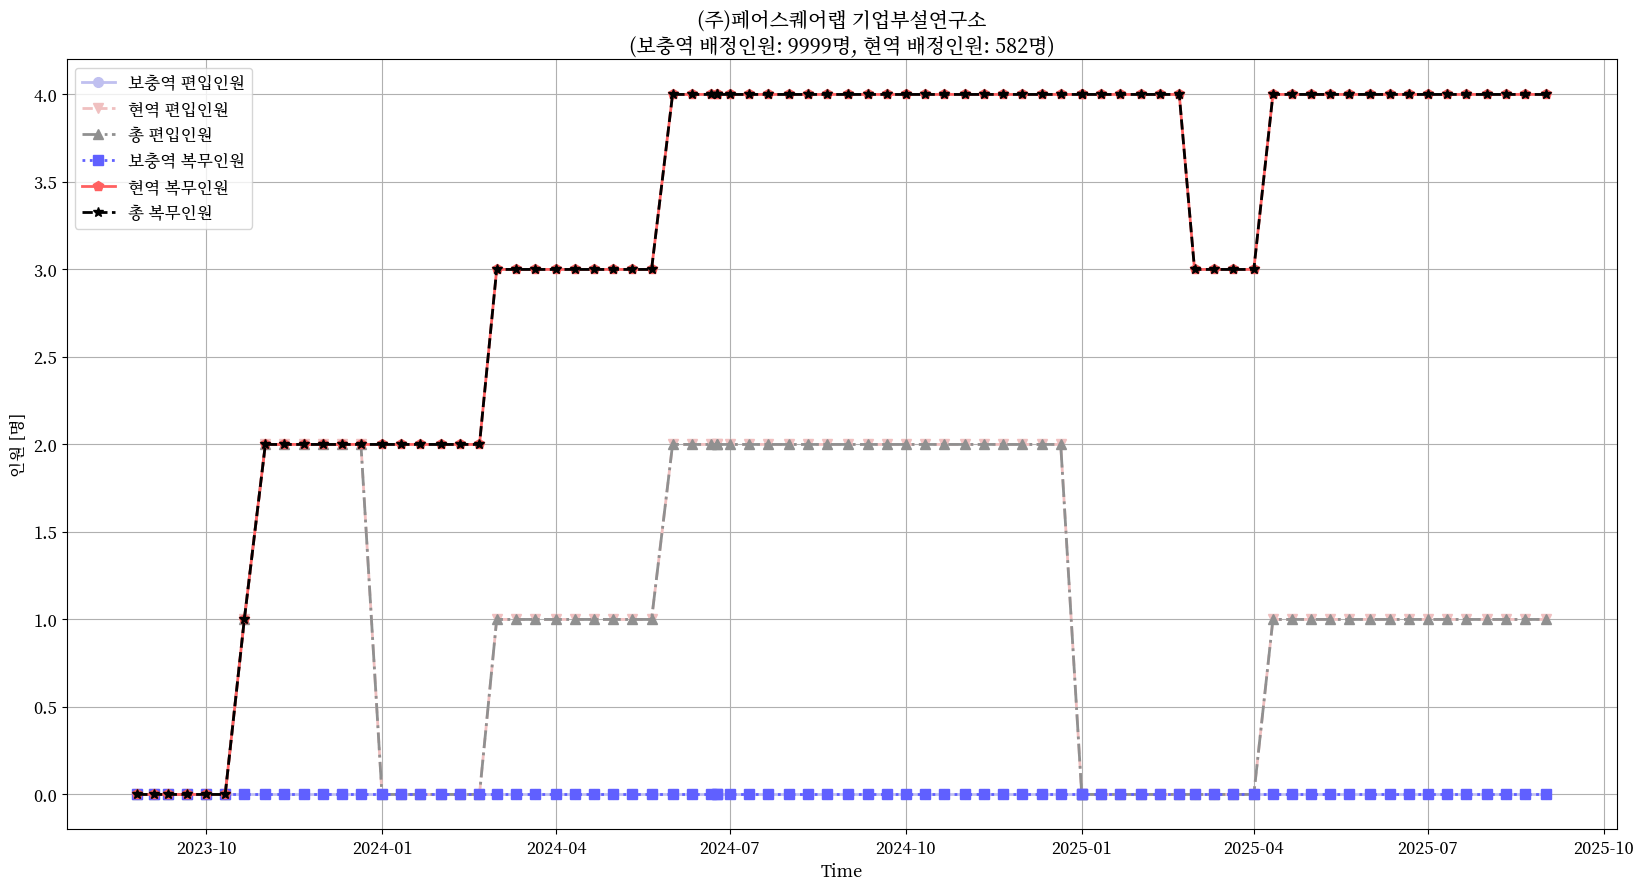 (주)페어스퀘어랩 기업부설연구소
(보충역 배정인원: 9999명, 현역 배정인원: 582명)
보충역 편입인원
현역 편입인원
총 편입인원
보충역 복무인원
현역 복무인원
총 복무인원
4.0
3.5
3.0
2.5
2.0
1.5
1.0
0.5
0.0
인원 [명]
2023-10
2024-01
2024-04
2024-07
2024-10
2025-01
2025-04
2025-07
2025-10
Time